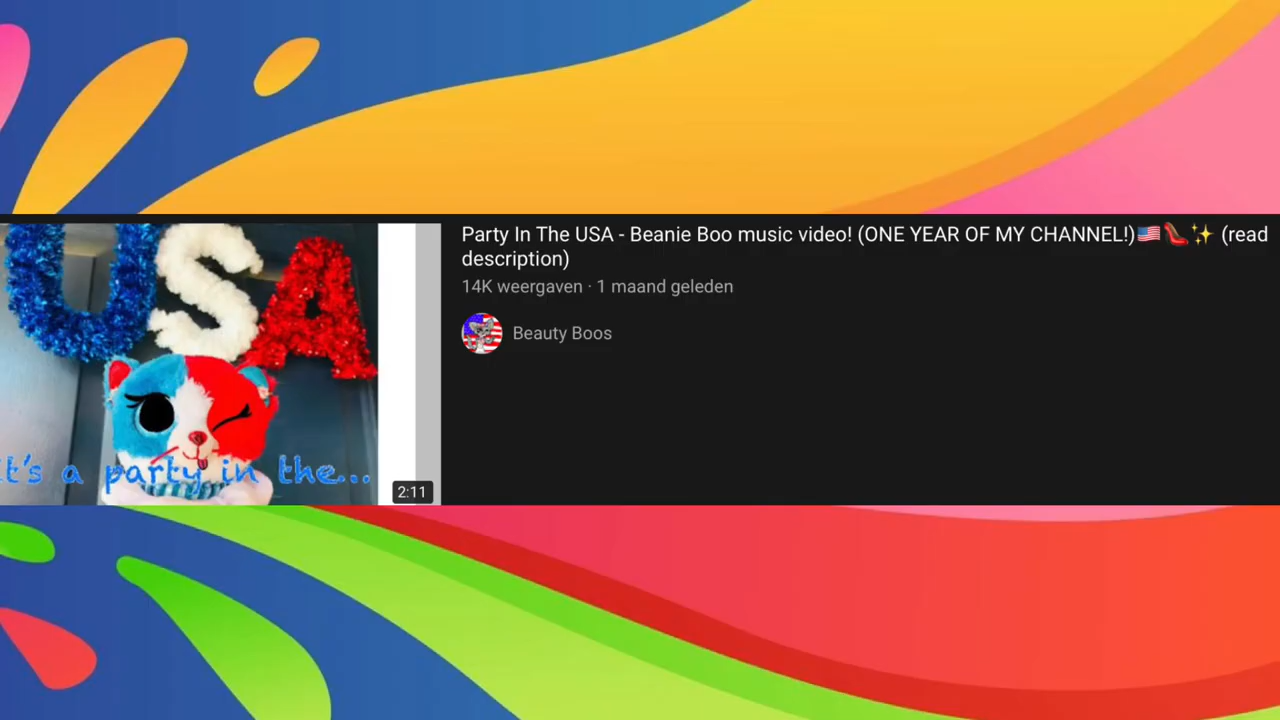 USA
it's a party in the...
2:11
Party In The USA - Beanie Boo music video! (ONE YEAR OF MY CHANNEL!)🇺🇸👠✨ (read
description)
14K weergaven · 1 maand geleden
Beauty Boos